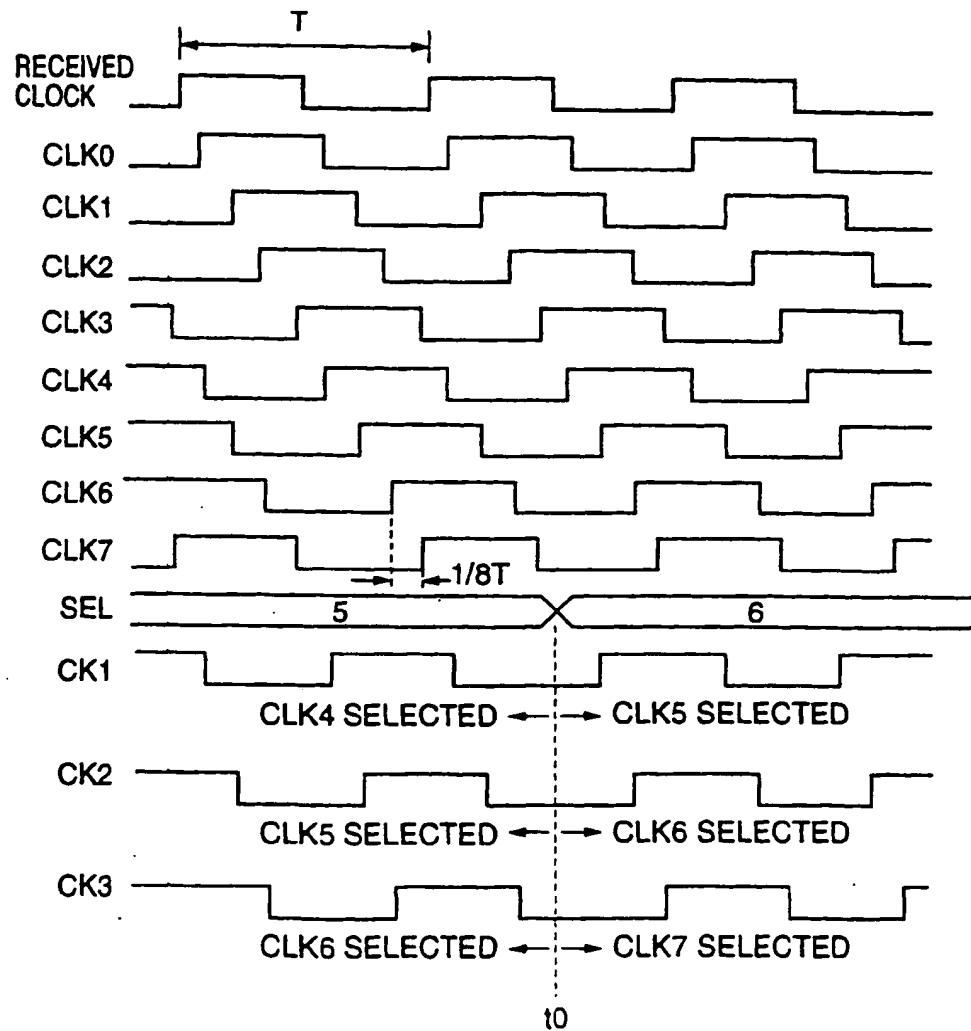 T
RECEIVED
CLOCK
CLK0
CLK1
CLK2
CLK3
CLK4
CLK5
CLK6
CLK7
1/8T
SEL
5
6
CK1
CLK4 SELECTED
CLK5 SELECTED
CK2
CLK5 SELECTED
CLK6 SELECTED
CK3
CLK6 SELECTED
CLK7 SELECTED
t0